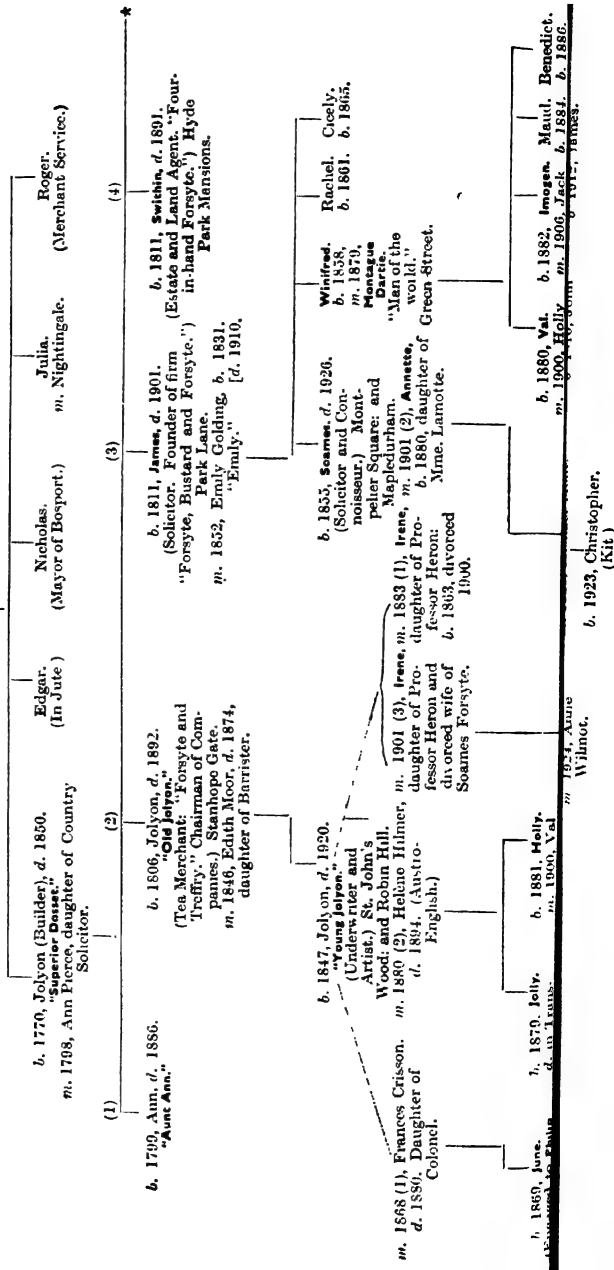 b. 1770, Jolyon (Builder), d. 1850.
"Superior Dosset."
m. 1798, Ann Pierce, daughter of Country
Solicitor.
Edgar.
(In Jute)
Nicholas.
(Mayor of Bosport.)
Julia.
m. Nightingale.
Roger.
(Merchant Service.)
*
(1)
b. 1799, Ann, d. 1886.
"Aunt Ann."
(2)
b. 1806, Jolyon, d. 1892.
"Old Jolyon."
(Tea Merchant: "Forsyte and
Treffry." Chairman of Com-
panies.) Stanhope Gate.
m. 1846, Edith Moor, d. 1874,
daughter of Barrister.
(3)
b. 1811, James, d. 1901.
(Solicitor. Founder of firm
"Forsyte, Bustard and Forsyte.")
Park Lane.
m. 1852, Emily Golding, b. 1831.
"Emily." [d. 1910.
(4)
b. 1811, Swithin, d. 1891.
(Estate and Land Agent. "Four-
in-hand Forsyte.") Hyde
Park Mansions.
b. 1847, Jolyon, d. 1920.
"Young Jolyon."
(Underwriter and
Artist.) St. John's
Wood: and Robin Hill.
m. 1868 (1), Frances Crisson.
d. 1880. Daughter of
Colonel.
m. 1880 (2), Helène Hilmer,
d. 1894. (Austro-
English.)
m. 1901 (3), Irene,
daughter of Pro-
fessor Heron and
divorced wife of
Soames Forsyte.
b. 1855, Soames, d. 1926.
(Solicitor and Con-
noisseur.) Mont-
pelier Square: and
Mapledurham.
m. 1883 (1), Irene,
daughter of Pro-
fessor Heron:
b. 1863, divorced
1900.
m. 1901 (2), Annette,
b. 1880, daughter of
Mme. Lamotte.
Winifred.
b. 1858,
m. 1879,
Montague
Dartie.
"Man of the
world."
Green Street.
Rachel.
b. 1861.
Cicely.
b. 1865.
b. 1869, June.
b. 1879, Jolly.
d. in Trans-
b. 1881, Holly.
m. 1900, Val
m. 1924, Anne
Wilmot.
b. 1880, Val.
m. 1900, Holly
b. 1882, Imogen.
m. 1906, Jack
James.
Maud.
b. 1884.
Benedict.
b. 1886.
b. 1923, Christopher.
(Kit)